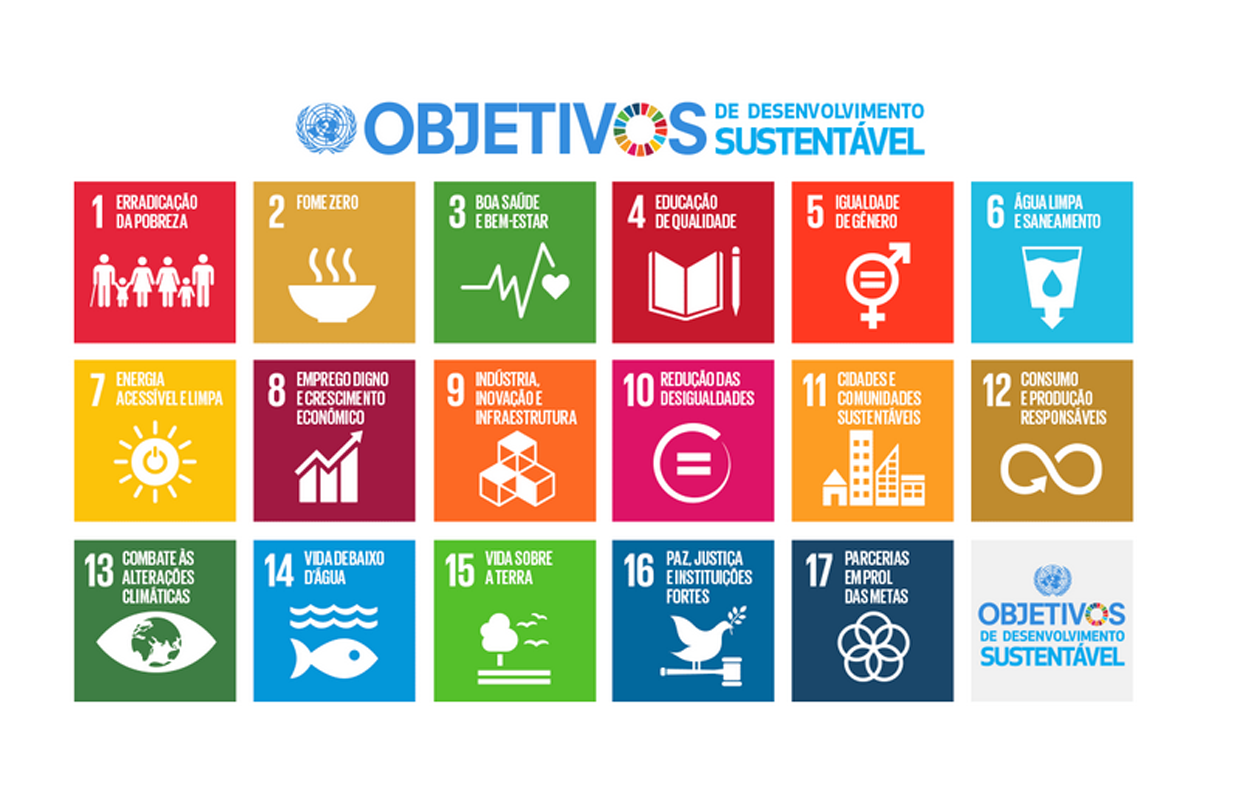 OBJETIVOS
DE DESENVOLVIMENTO
SUSTENTÁVEL
1 ERRADICAÇÃO
DA POBREZA
2 FOME ZERO
3 BOA SAÚDE
E BEM-ESTAR
4 EDUCAÇÃO
DE QUALIDADE
5 IGUALDADE
DE GÊNERO
6 ÁGUA LIMPA
E SANEAMENTO
7 ENERGIA
ACESSÍVEL E LIMPA
8 EMPREGO DIGNO
E CRESCIMENTO
ECONÔMICO
9 INDÚSTRIA,
INOVAÇÃO E
INFRAESTRUTURA
10 REDUÇÃO DAS
DESIGUALDADES
11 CIDADES E
COMUNIDADES
SUSTENTÁVEIS
12 CONSUMO
E PRODUÇÃO
RESPONSÁVEIS
13 COMBATE ÀS
ALTERAÇÕES
CLIMÁTICAS
14 VIDA DEBAIXO
D'ÁGUA
15 VIDA SOBRE
A TERRA
16 PAZ, JUSTIÇA
E INSTITUIÇÕES
FORTES
17 PARCERIAS
EM PROL
DAS METAS
OBJETIVOS
DE DESENVOLVIMENTO
SUSTENTÁVEL